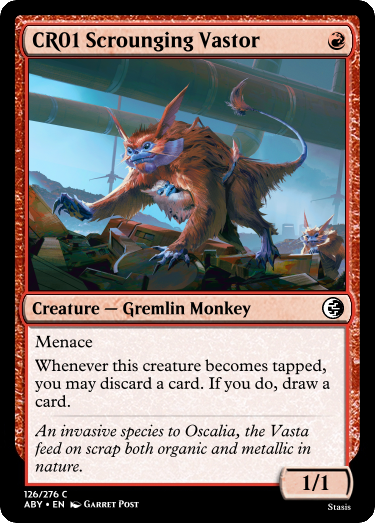 CR01 Scrounging Vastor
Creature — Gremlin Monkey
Menace
Whenever this creature becomes tapped,
you may discard a card. If you do, draw a
card.
An invasive species to Oscalia, the Vasta
feed on scrap both organic and metallic in
nature.
1/1
126/276 C
ABY • EN Garret Post
Stasis